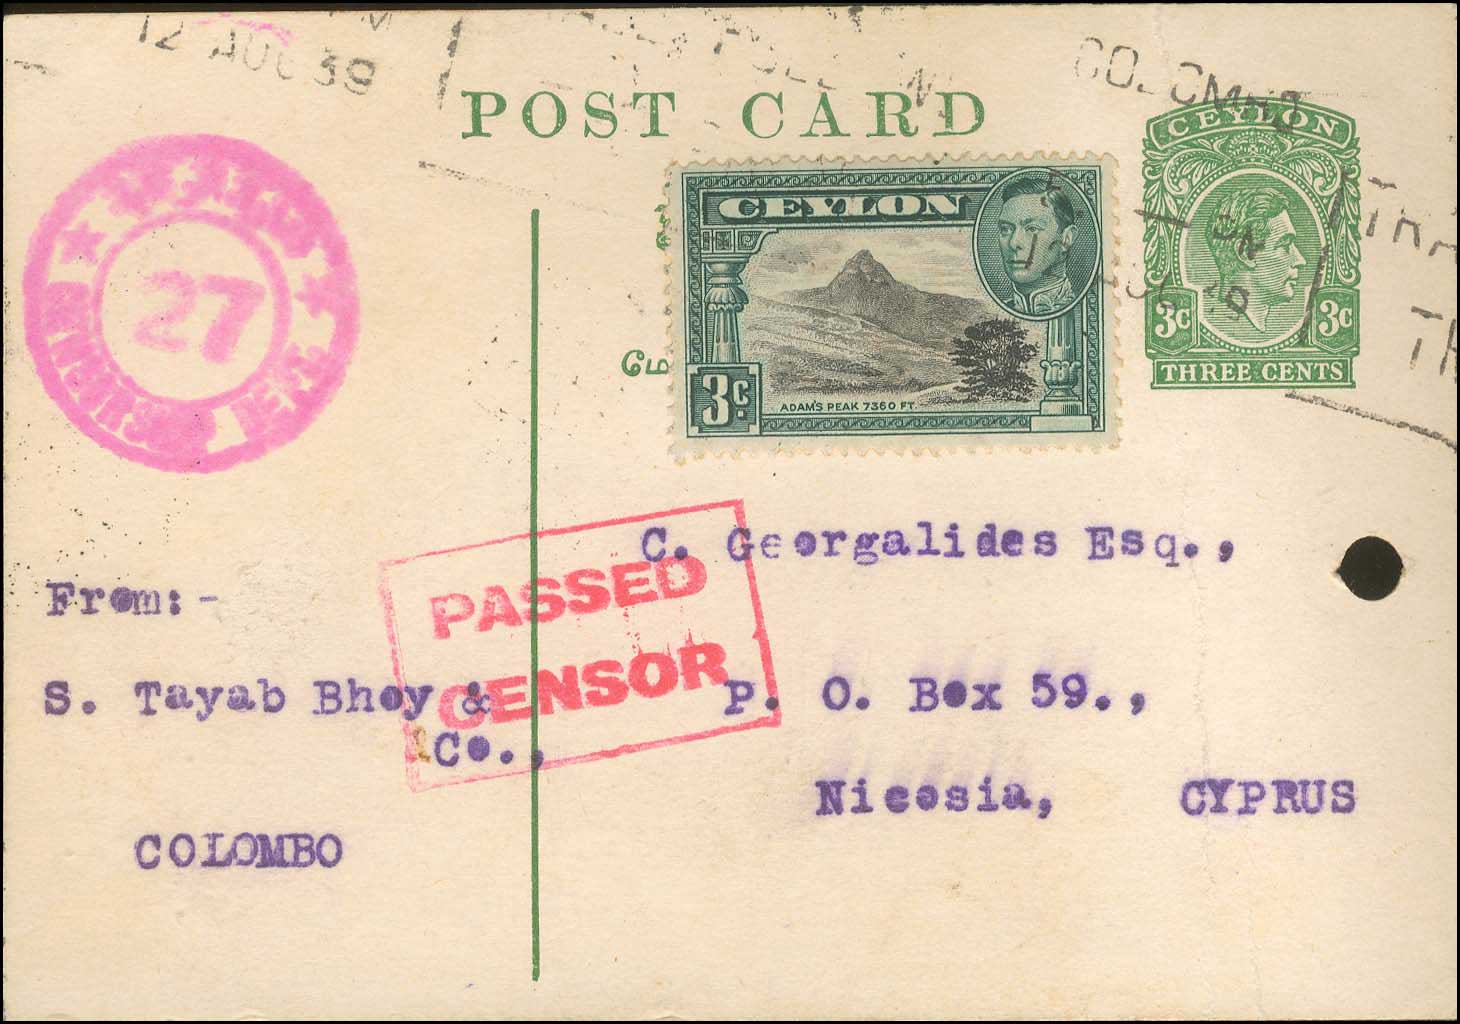 12 AUG 39
POST CARD
COLOMBO
CEYLON
3c
3c
THREE CENTS
CEYLON
3c.
ADAM'S PEAK 7360 FT.
27
PASSED
CENSOR
C. Georgalides Esq.,
P. O. Box 59.,
Nicosia, CYPRUS
From:-
S. Tayab Bhoy &
Co.,
COLOMBO